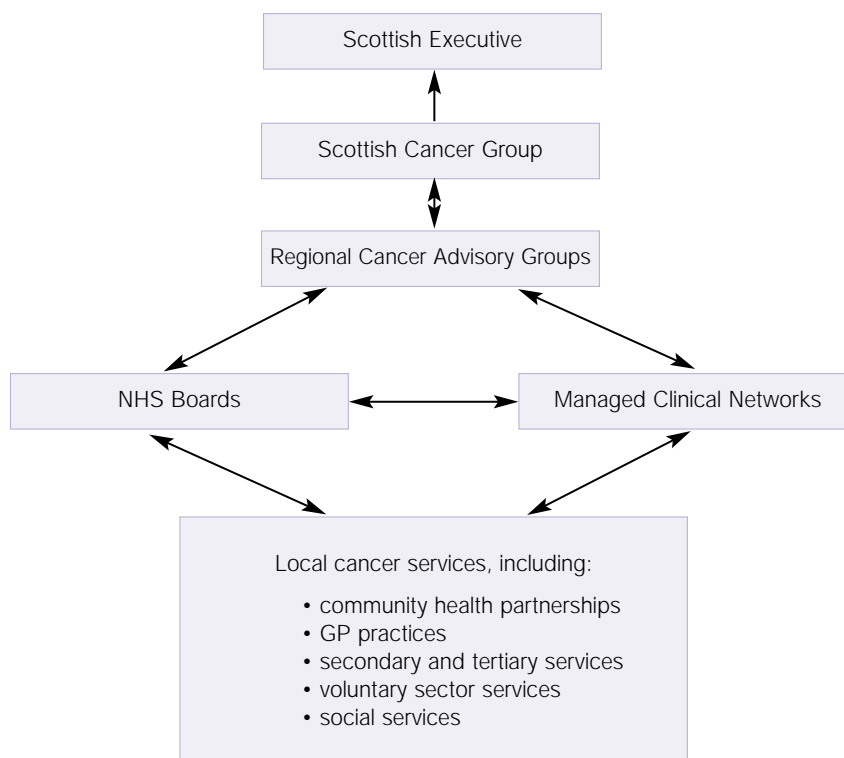 Scottish Executive
Scottish Cancer Group
Regional Cancer Advisory Groups
NHS Boards
Managed Clinical Networks
Local cancer services, including:
• community health partnerships
• GP practices
• secondary and tertiary services
• voluntary sector services
• social services